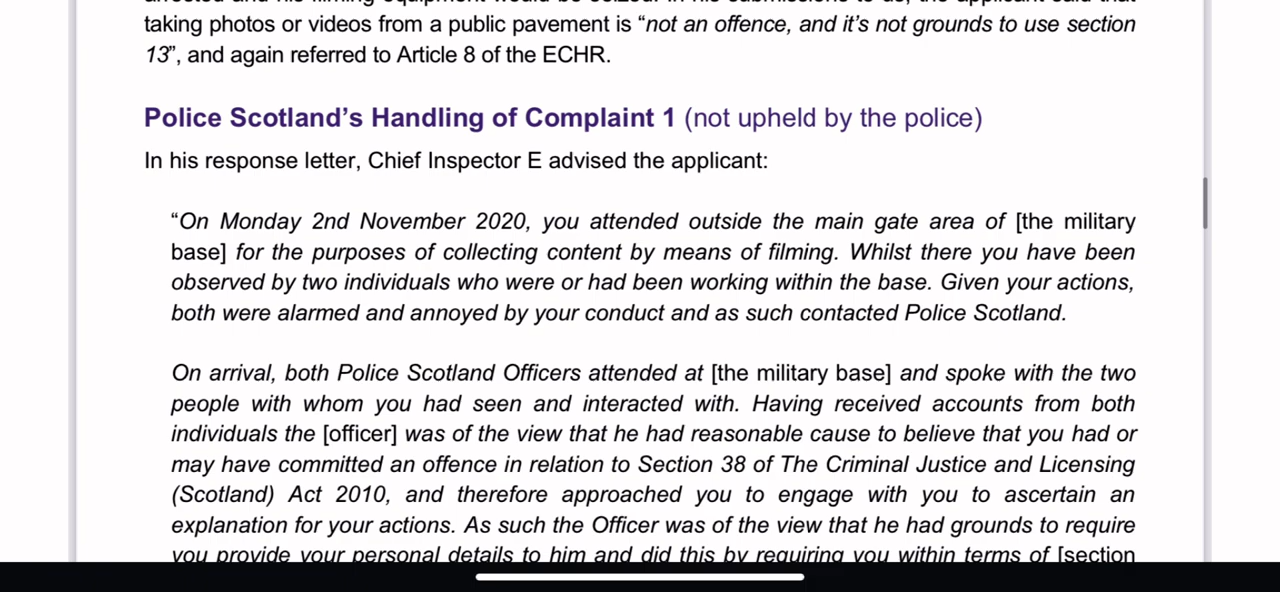 taking photos or videos from a public pavement is “not an offence, and it’s not grounds to use section
13”, and again referred to Article 8 of the ECHR.
Police Scotland’s Handling of Complaint 1 (not upheld by the police)
In his response letter, Chief Inspector E advised the applicant:
“On Monday 2nd November 2020, you attended outside the main gate area of [the military
base] for the purposes of collecting content by means of filming. Whilst there you have been
observed by two individuals who were or had been working within the base. Given your actions,
both were alarmed and annoyed by your conduct and as such contacted Police Scotland.
On arrival, both Police Scotland Officers attended at [the military base] and spoke with the two
people with whom you had seen and interacted with. Having received accounts from both
individuals the [officer] was of the view that he had reasonable cause to believe that you had or
may have committed an offence in relation to Section 38 of The Criminal Justice and Licensing
(Scotland) Act 2010, and therefore approached you to engage with you to ascertain an
explanation for your actions. As such the Officer was of the view that he had grounds to require
you provide your personal details to him and did this by requiring you within terms of [section